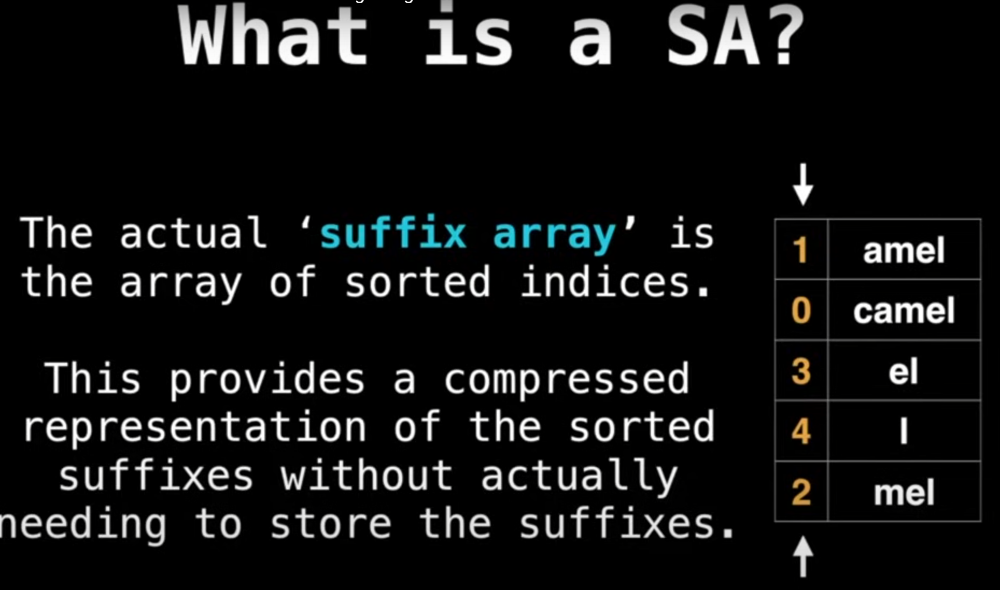 What is a SA?
The actual ‘suffix array’ is
the array of sorted indices.
This provides a compressed
representation of the sorted
suffixes without actually
needing to store the suffixes.
1 amel
0 camel
3 el
4 l
2 mel